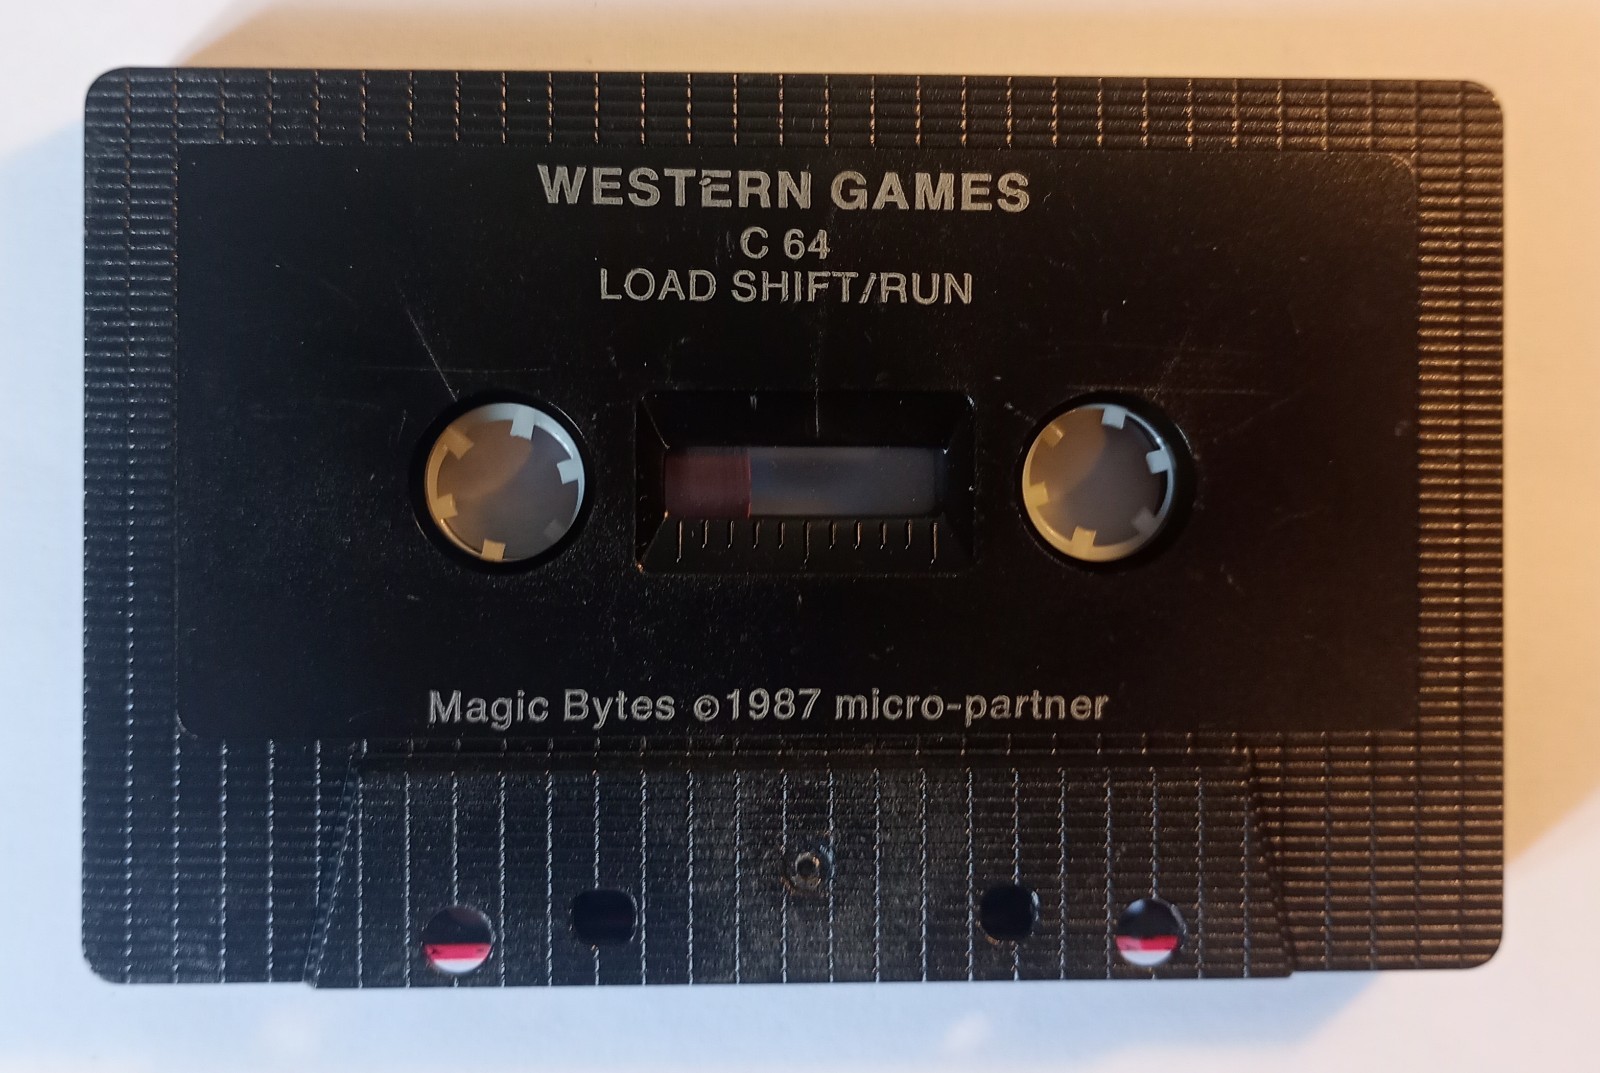 WESTERN GAMES
C 64
LOAD SHIFT/RUN
Magic Bytes ©1987 micro-partner